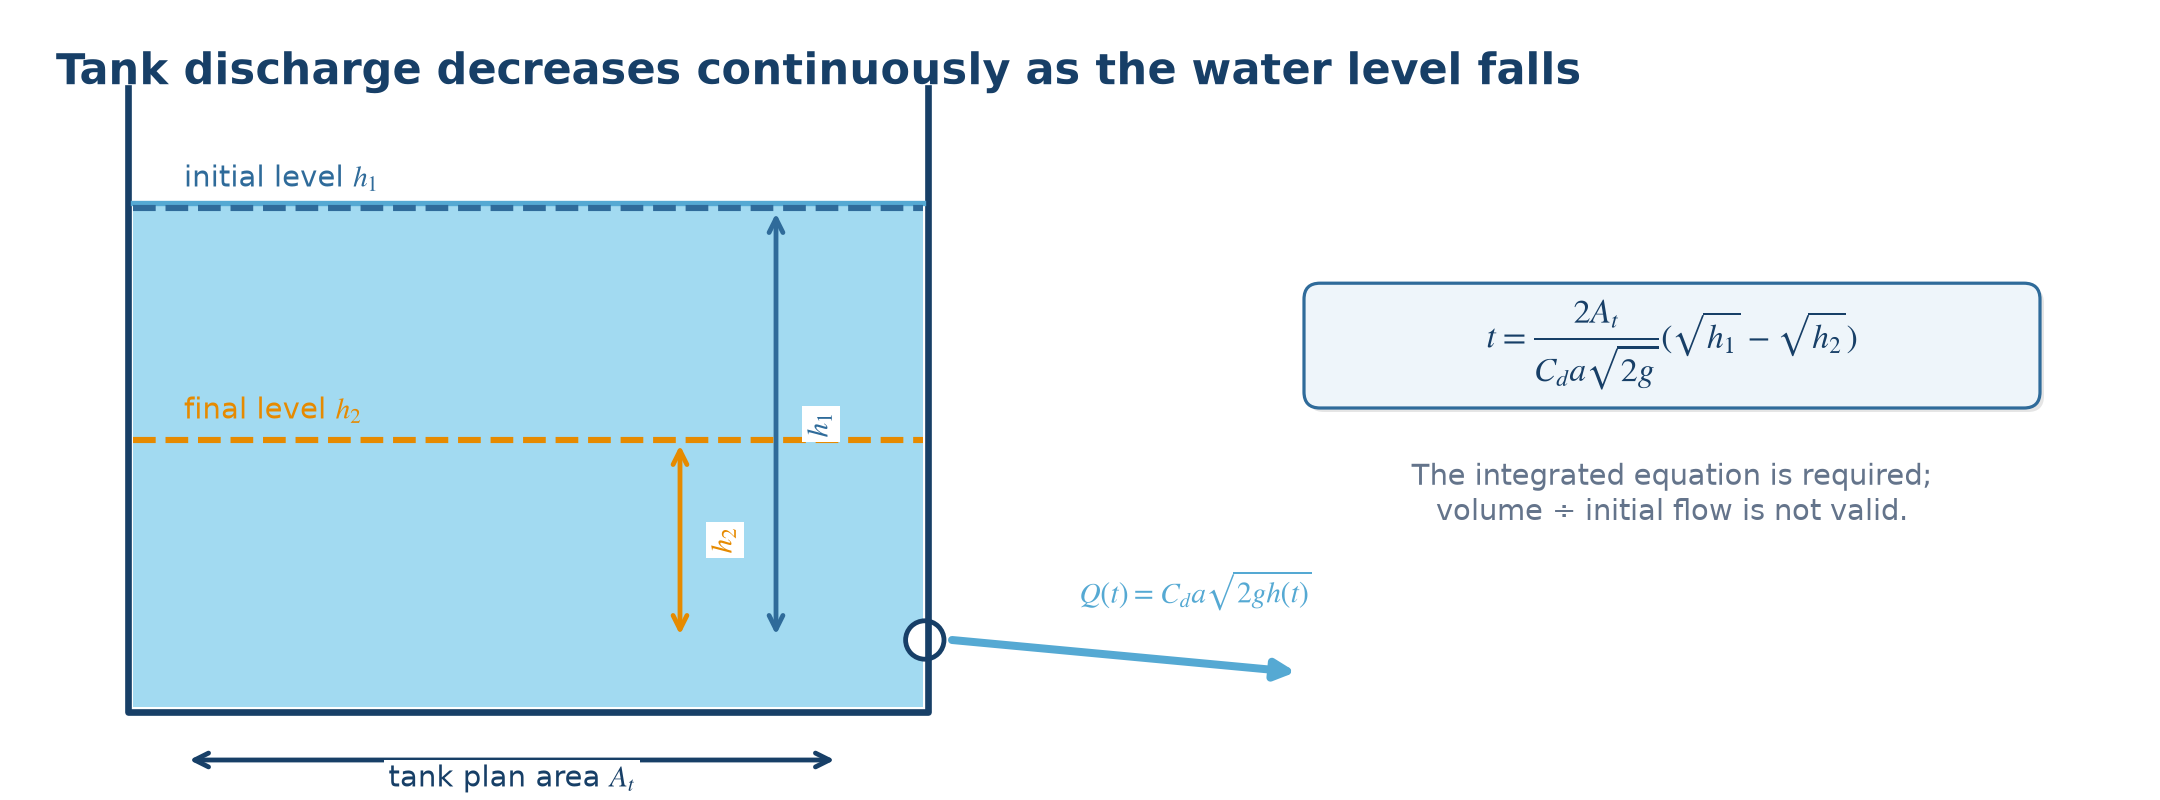 Tank discharge decreases continuously as the water level falls
initial level h₁
final level h₂
h₁
h₂
t = 2Aₜ / (C_d a√(2g)) (√h₁ − √h₂)
The integrated equation is required;
volume ÷ initial flow is not valid.
Q(t) = C_d a√(2gh(t))
tank plan area Aₜ